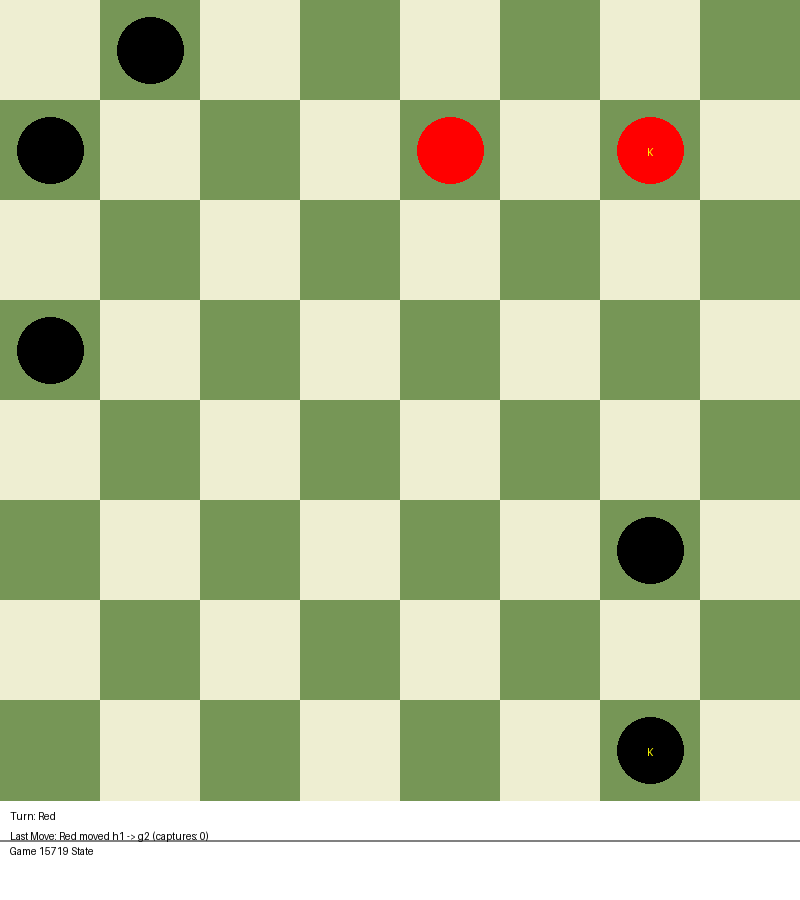 K
K
Turn: Red
Last Move: Red moved h1 -> g2 (captures: 0)
Game 15719 State